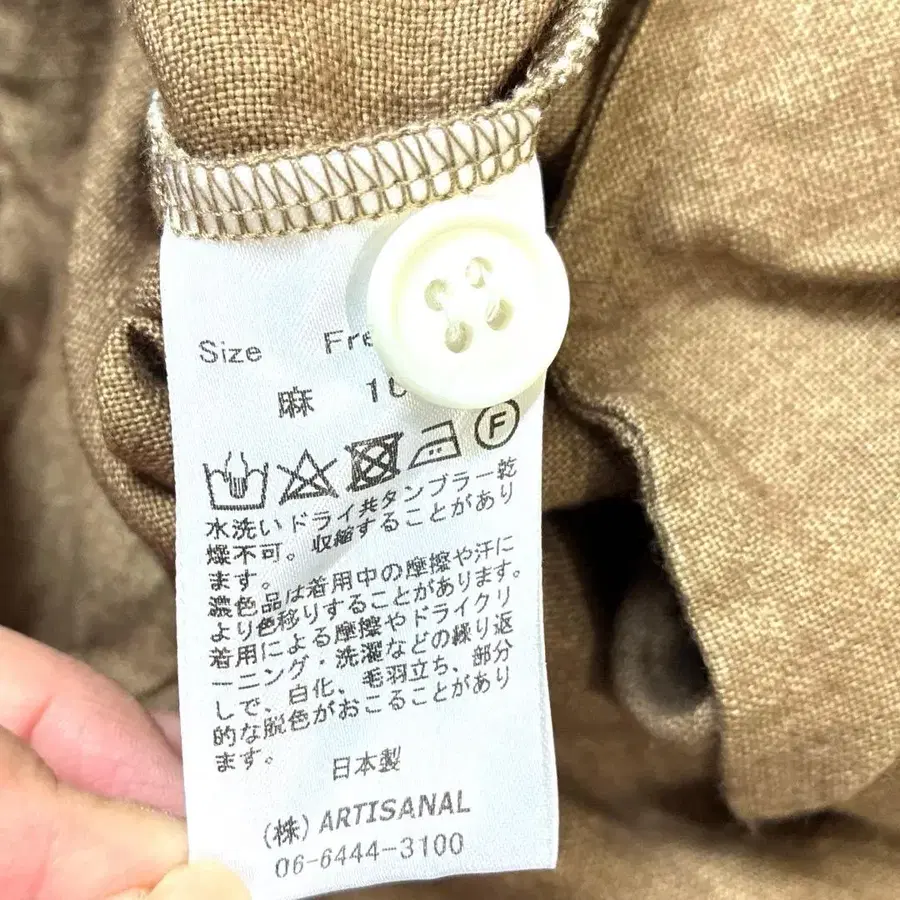 Size
麻
F
水洗いドライ共タンブラー乾
燥不可。収縮することがあり
ます。
濃色品は着用中の摩擦や汗に
より色移りすることがあります。
着用による摩擦やドライクリ
ーニング・洗濯などの繰り返
しで、白化、毛羽立ち、部分
的な脱色がおこることがあり
ます。
日本製
(株) ARTISANAL
06-6444-3100